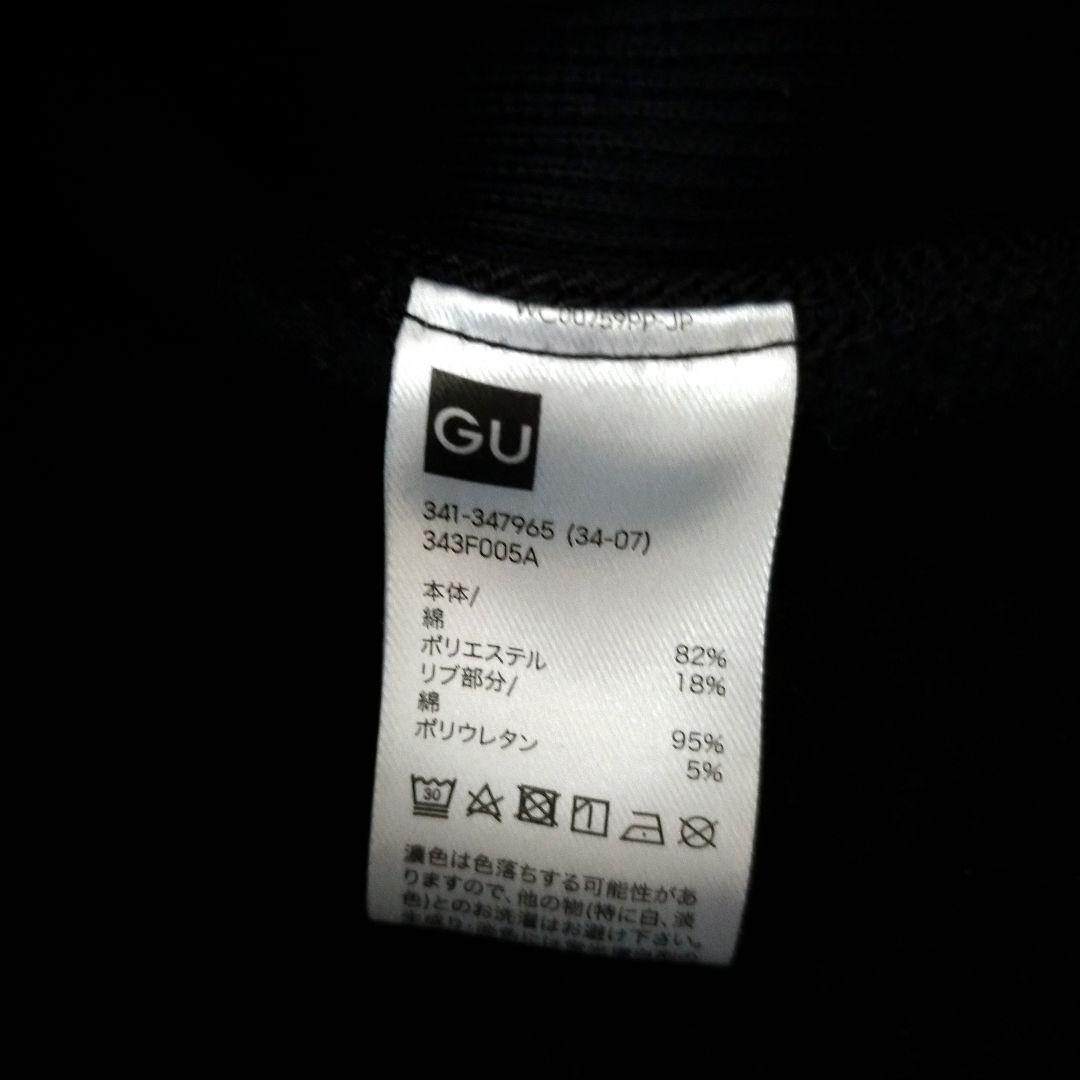 WC00759PP-JP
GU
341-347965 (34-07)
343F005A
本体/
綿 82%
ポリエステル 18%
リブ部分/
綿 95%
ポリウレタン 5%
30
濃色は色落ちする可能性があ
りますので、他の物(特に白、淡
色)とのお洗濯はお避け下さい。